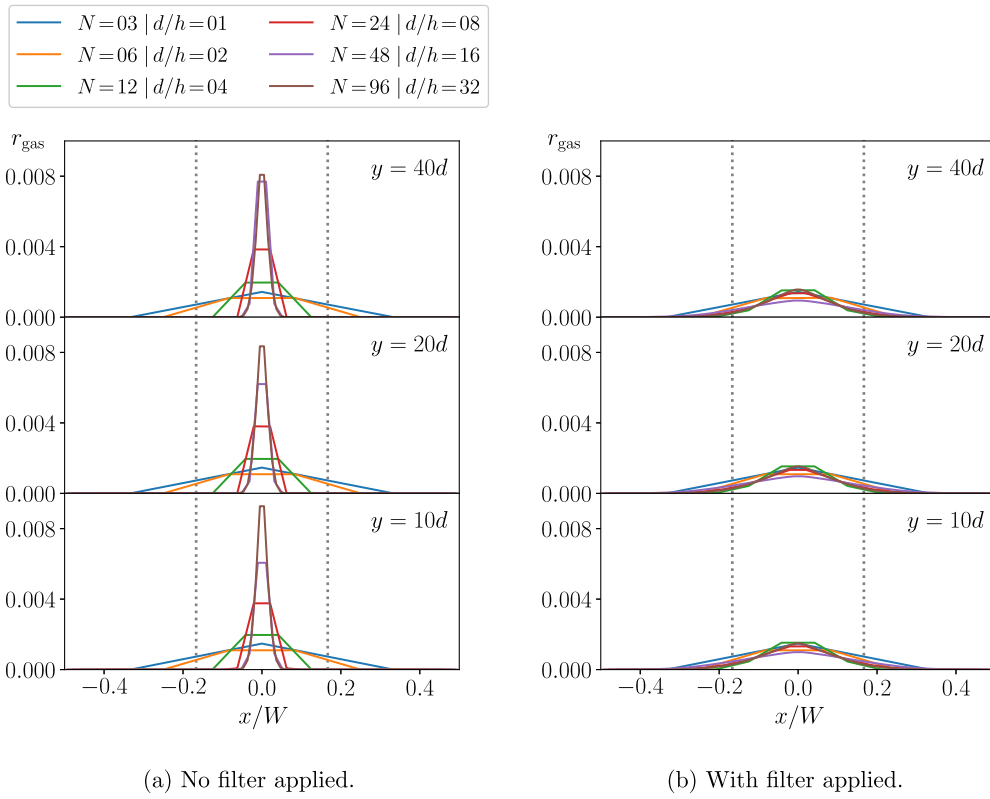 N=03 | d/h=01
N=06 | d/h=02
N=12 | d/h=04
N=24 | d/h=08
N=48 | d/h=16
N=96 | d/h=32
r_gas
y = 40d
0.008
0.004
0.000
y = 20d
0.008
0.004
0.000
y = 10d
0.008
0.004
0.000
−0.4 −0.2 0.0 0.2 0.4
x/W
(a) No filter applied.
r_gas
y = 40d
0.008
0.004
0.000
y = 20d
0.008
0.004
0.000
y = 10d
0.008
0.004
0.000
−0.4 −0.2 0.0 0.2 0.4
x/W
(b) With filter applied.